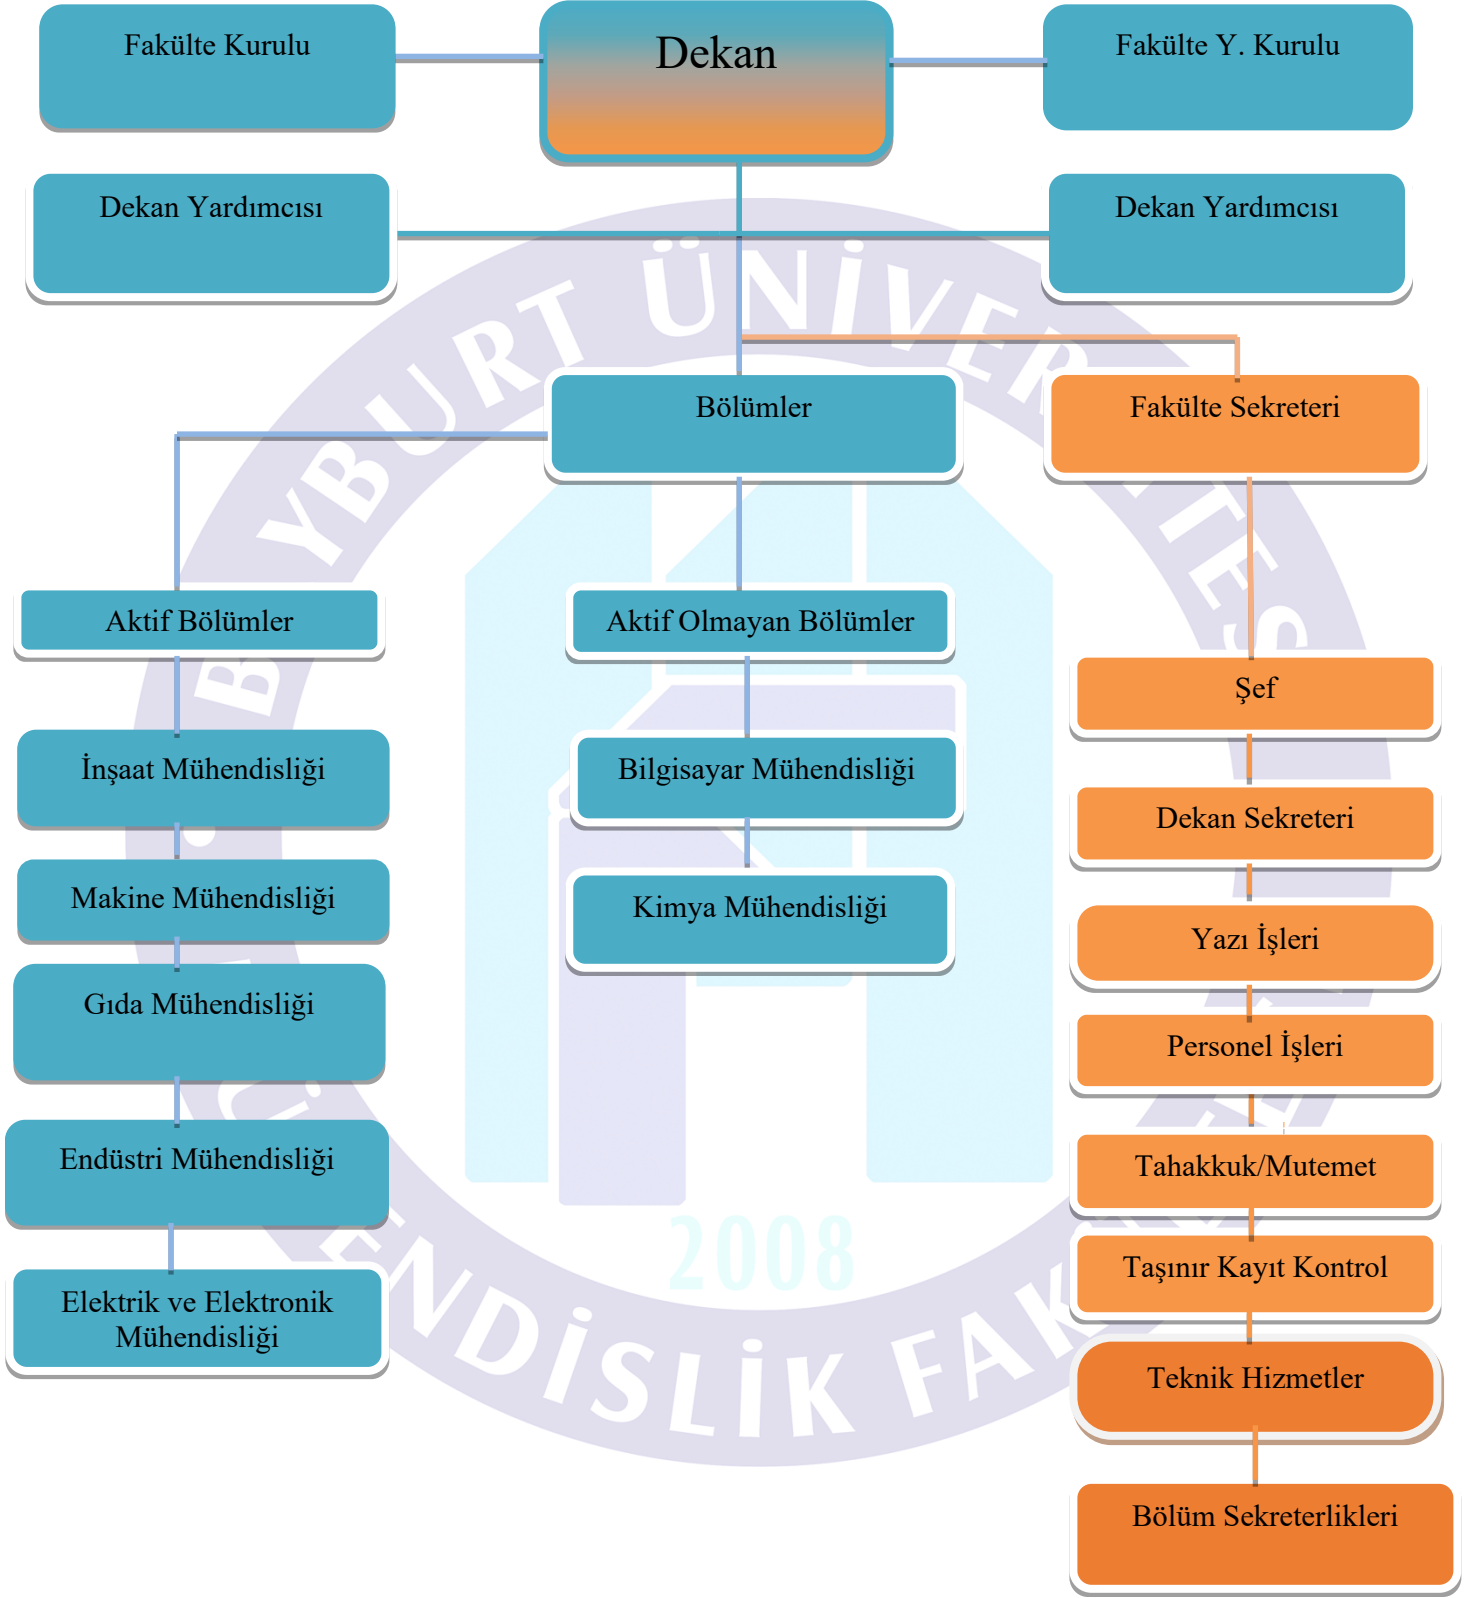 Fakülte Kurulu
Dekan
Fakülte Y. Kurulu
Dekan Yardımcısı
Dekan Yardımcısı
Bölümler
Fakülte Sekreteri
Aktif Bölümler
Aktif Olmayan Bölümler
Şef
İnşaat Mühendisliği
Bilgisayar Mühendisliği
Dekan Sekreteri
Makine Mühendisliği
Kimya Mühendisliği
Yazı İşleri
Gıda Mühendisliği
Personel İşleri
Endüstri Mühendisliği
Tahakkuk/Mutemet
Taşınır Kayıt Kontrol
Elektrik ve Elektronik
Mühendisliği
Teknik Hizmetler
Bölüm Sekreterlikleri
2008